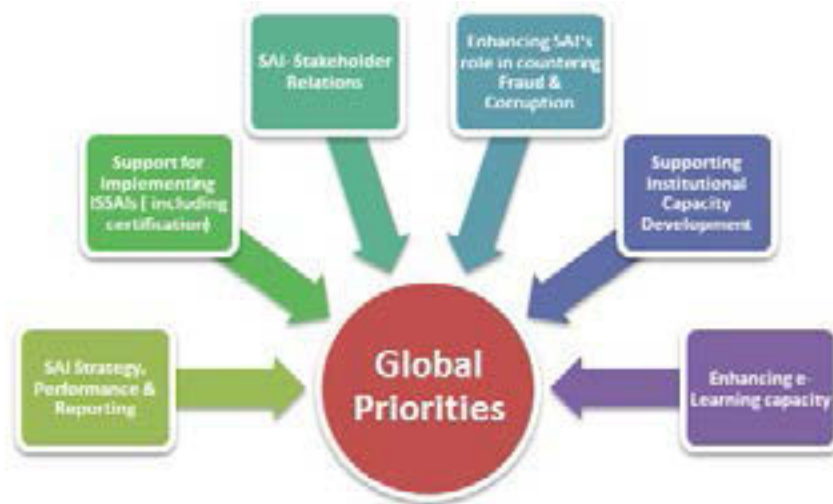 SAI Strategy,
Performance &
Reporting
Support for
Implementing
ISSAIs ( including
certification)
SAI- Stakeholder
Relations
Enhancing SAI's
role in countering
Fraud &
Corruption
Supporting
Institutional
Capacity
Development
Enhancing e-
Learning capacity
Global
Priorities